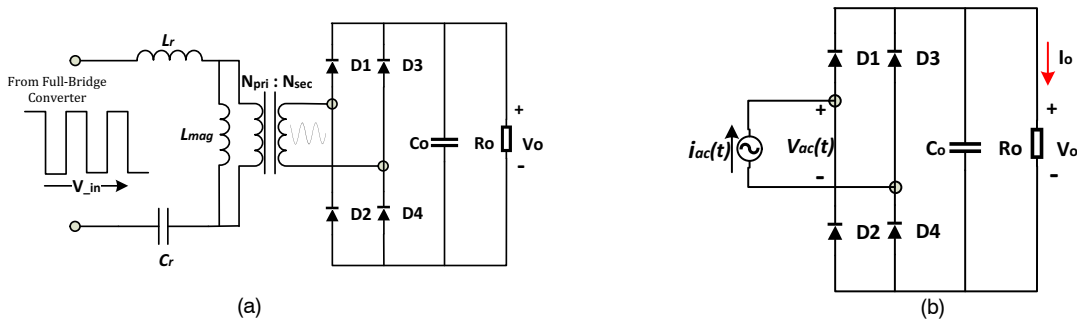 Lr
From Full-Bridge
Converter
Npri : Nsec
Lmag
V_in
Cr
D1
D3
D2
D4
Co
Ro
+
Vo
-
(a)
iac(t)
+
Vac(t)
-
D1
D3
D2
D4
Co
Ro
Io
+
Vo
-
(b)